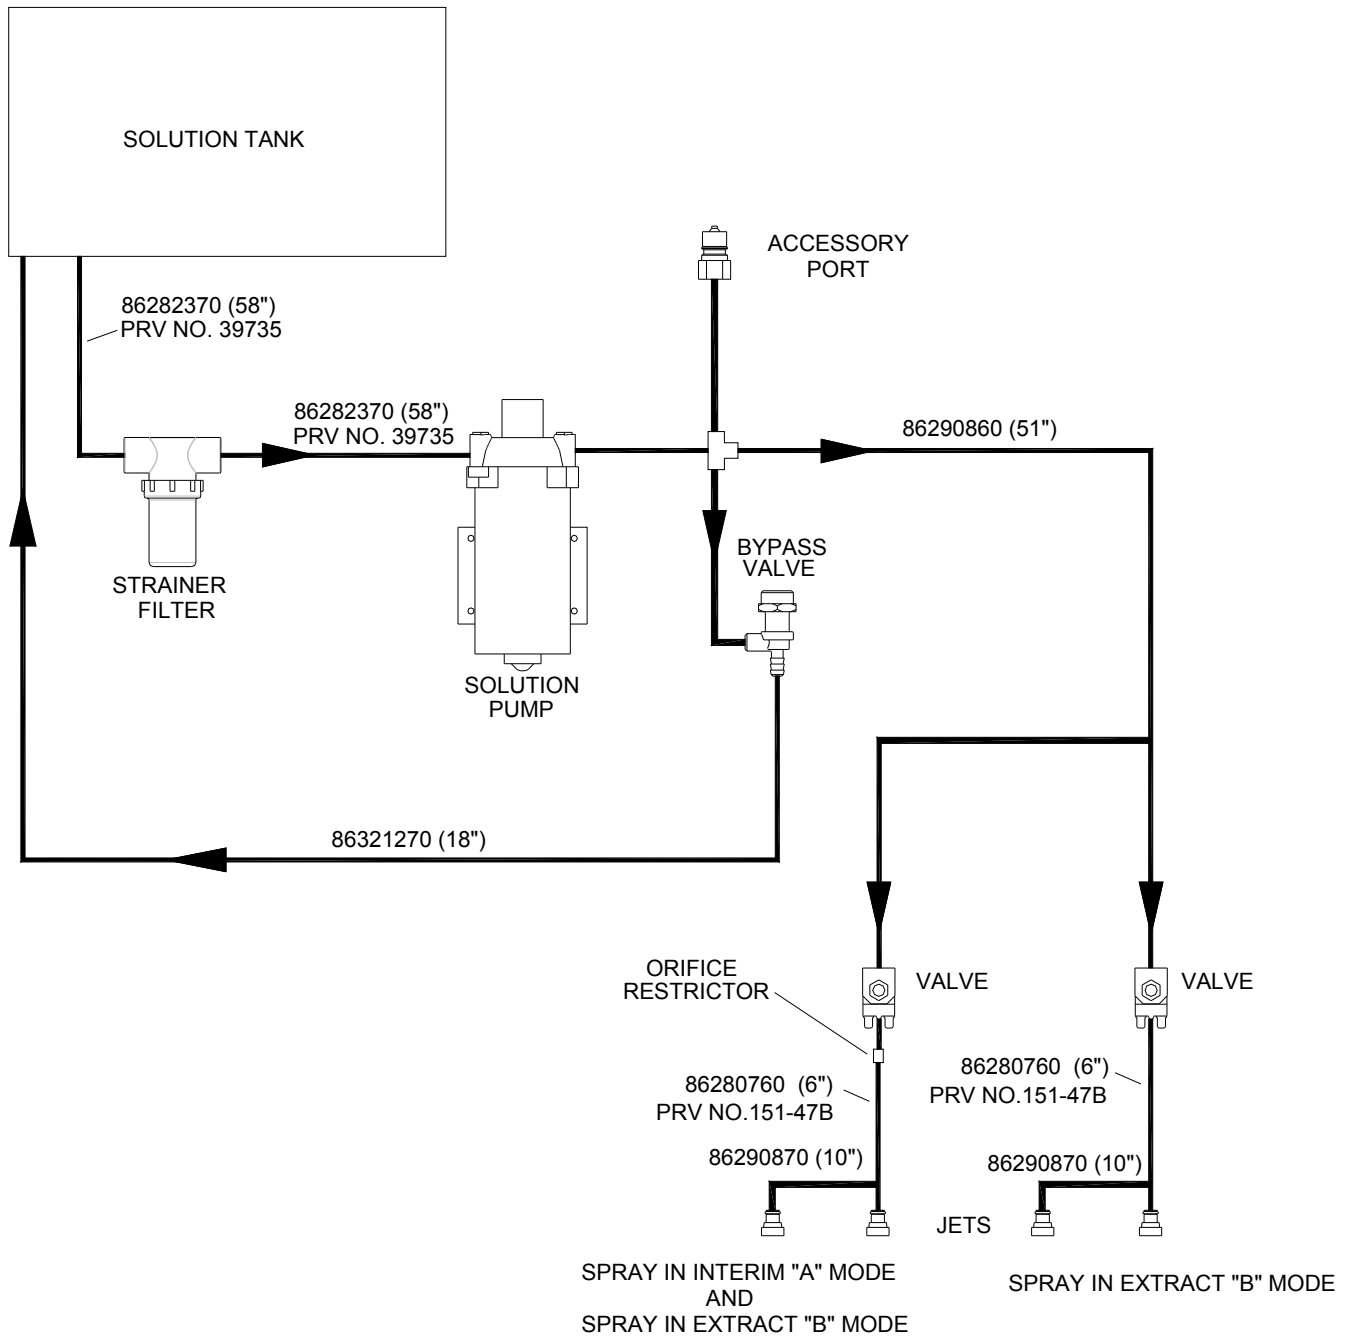 SOLUTION TANK
ACCESSORY
PORT
86282370 (58")
PRV NO. 39735
86282370 (58")
PRV NO. 39735
86290860 (51")
BYPASS
VALVE
STRAINER
FILTER
SOLUTION
PUMP
86321270 (18")
ORIFICE
RESTRICTOR
VALVE
VALVE
86280760  (6")
PRV NO.151-47B
86280760  (6")
PRV NO.151-47B
86290870 (10")
86290870 (10")
JETS
SPRAY IN INTERIM "A" MODE
AND
SPRAY IN EXTRACT "B" MODE
SPRAY IN EXTRACT "B" MODE